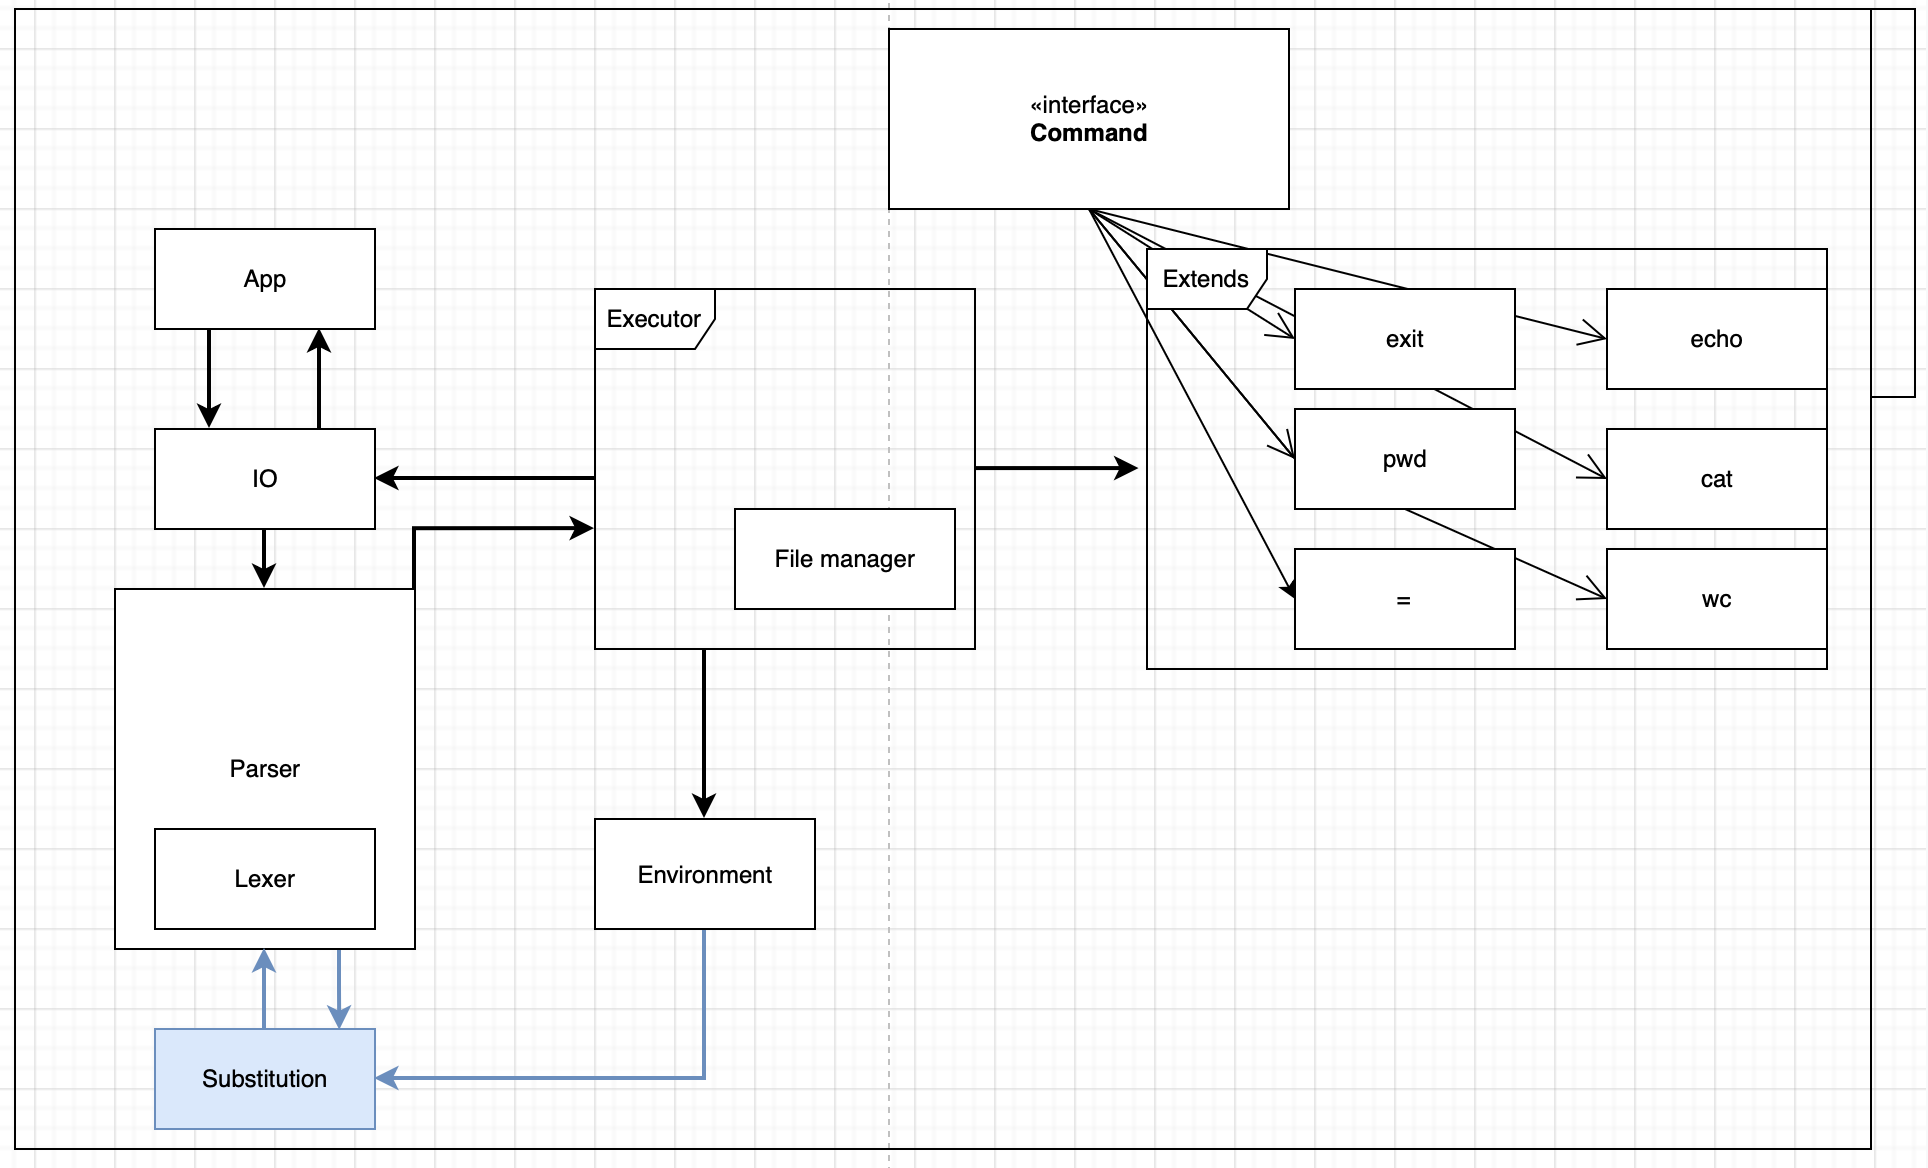 «interface»
Command
App
Extends
Executor
exit
echo
IO
pwd
cat
File manager
=
wc
Parser
Lexer
Environment
Substitution